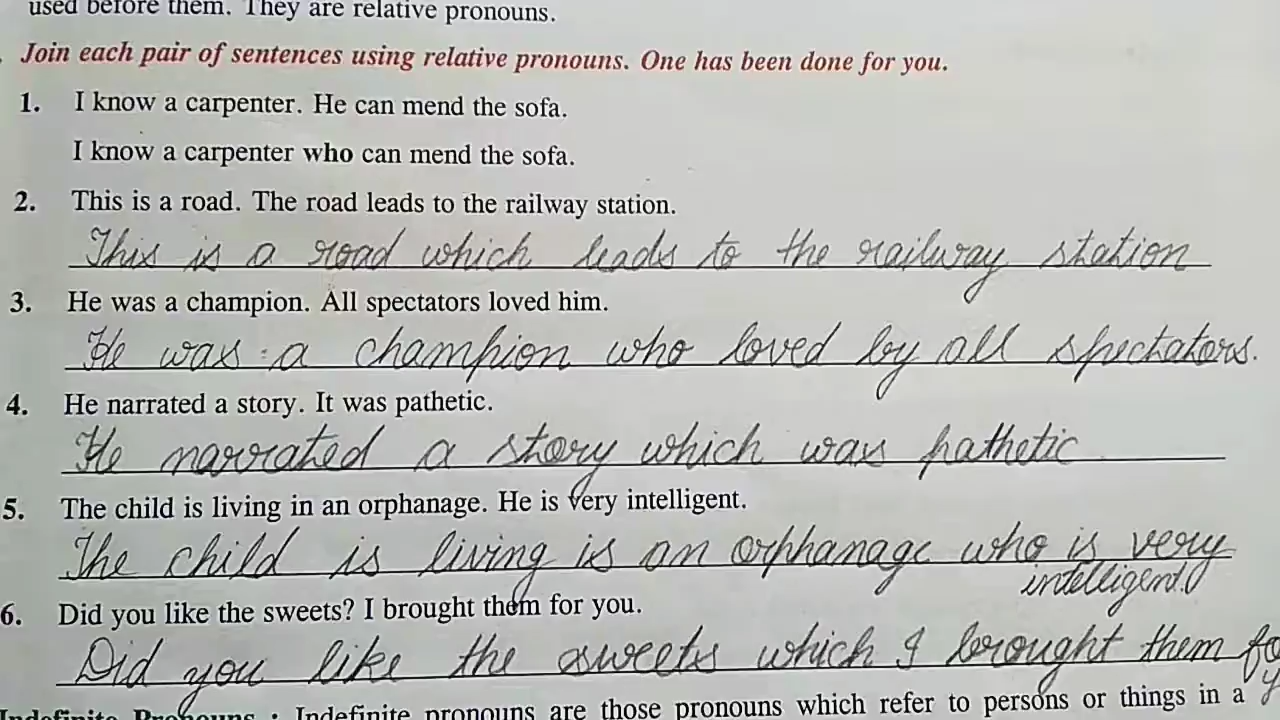 used before them. They are relative pronouns.
Join each pair of sentences using relative pronouns. One has been done for you.
1. I know a carpenter. He can mend the sofa.
I know a carpenter who can mend the sofa.
2. This is a road. The road leads to the railway station.
This is a road which leads to the railway station
3. He was a champion. All spectators loved him.
He was a champion who loved by all spectators.
4. He narrated a story. It was pathetic.
He narrated a story which was pathetic
5. The child is living in an orphanage. He is very intelligent.
The child is living is an orphanage who is very
intelligend.
6. Did you like the sweets? I brought them for you.
Did you like the sweets which I brought them fo
y
Indefinite Pronouns : Indefinite pronouns are those pronouns which refer to persons or things in a